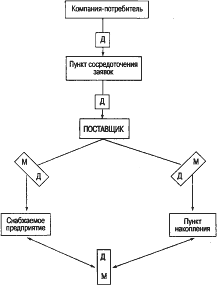 Компания-потребитель
Д
Пункт сосредоточения
заявок
Д
ПОСТАВЩИК
М
Д
М
Д
Снабжаемое
предприятие
Пункт
накопления
Д
М